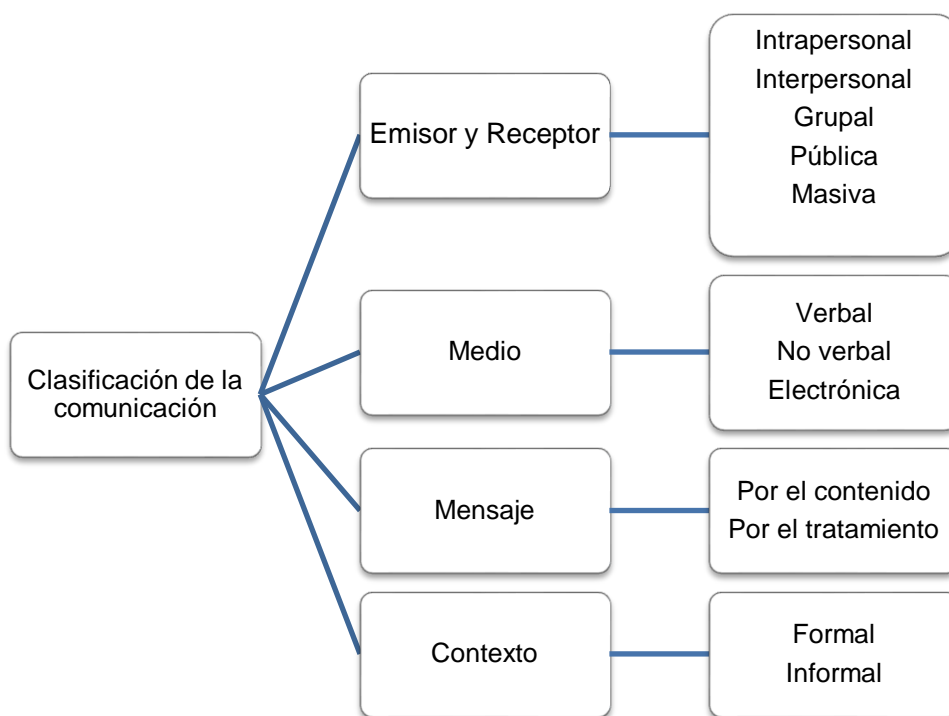 Clasificación de la
comunicación
Emisor y Receptor
Intrapersonal
Interpersonal
Grupal
Pública
Masiva
Medio
Verbal
No verbal
Electrónica
Mensaje
Por el contenido
Por el tratamiento
Contexto
Formal
Informal